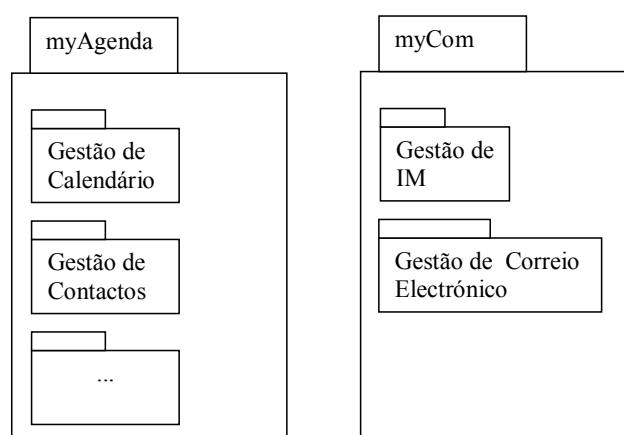 myAgenda
Gestão de
Calendário
Gestão de
Contactos
...
myCom
Gestão de
IM
Gestão de Correio
Electrónico